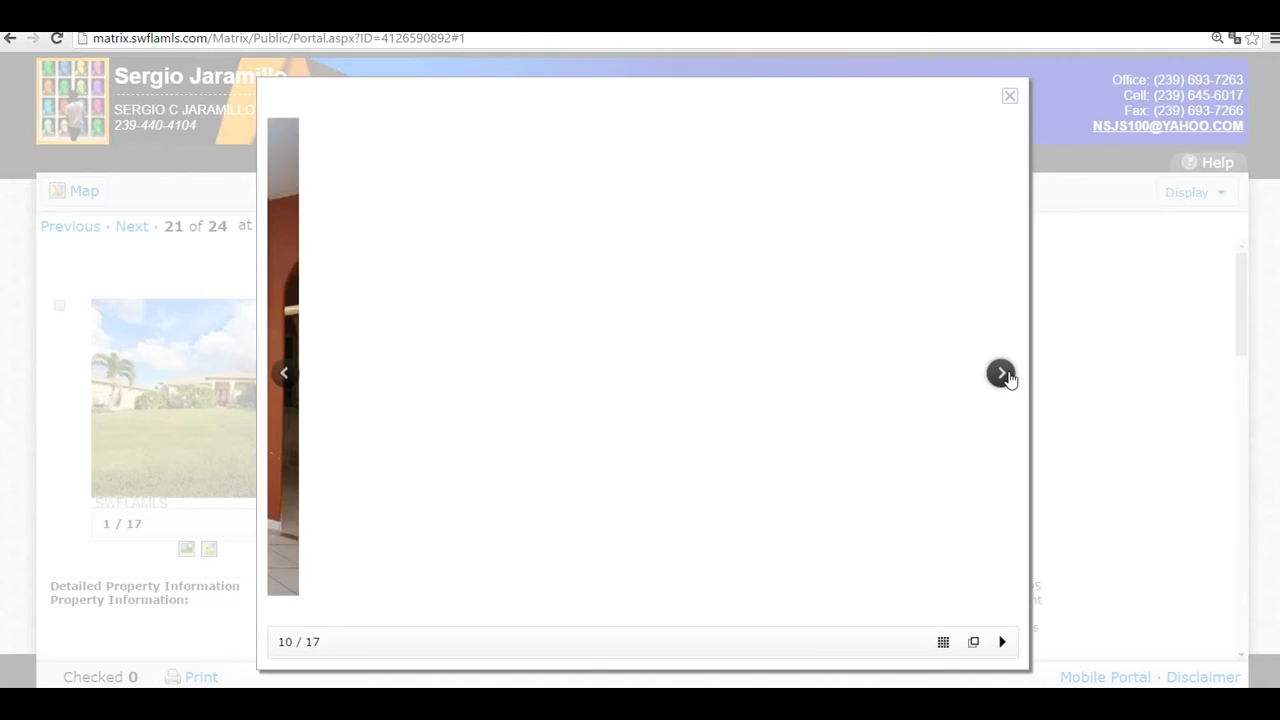 matrix.swflamls.com/Matrix/Public/Portal.aspx?ID=4126590892#1
Sergio Jaramillo
SERGIO C JARAMILLO
239-440-4104
Office: (239) 693-7263
Cell: (239) 645-6017
Fax: (239) 693-7266
NSJS100@YAHOO.COM
Help
Map
Display
Previous · Next · 21 of 24 at
SWFLAMLS
1 / 17
Detailed Property Information
Property Information:
10 / 17
Checked 0
Print
Mobile Portal · Disclaimer